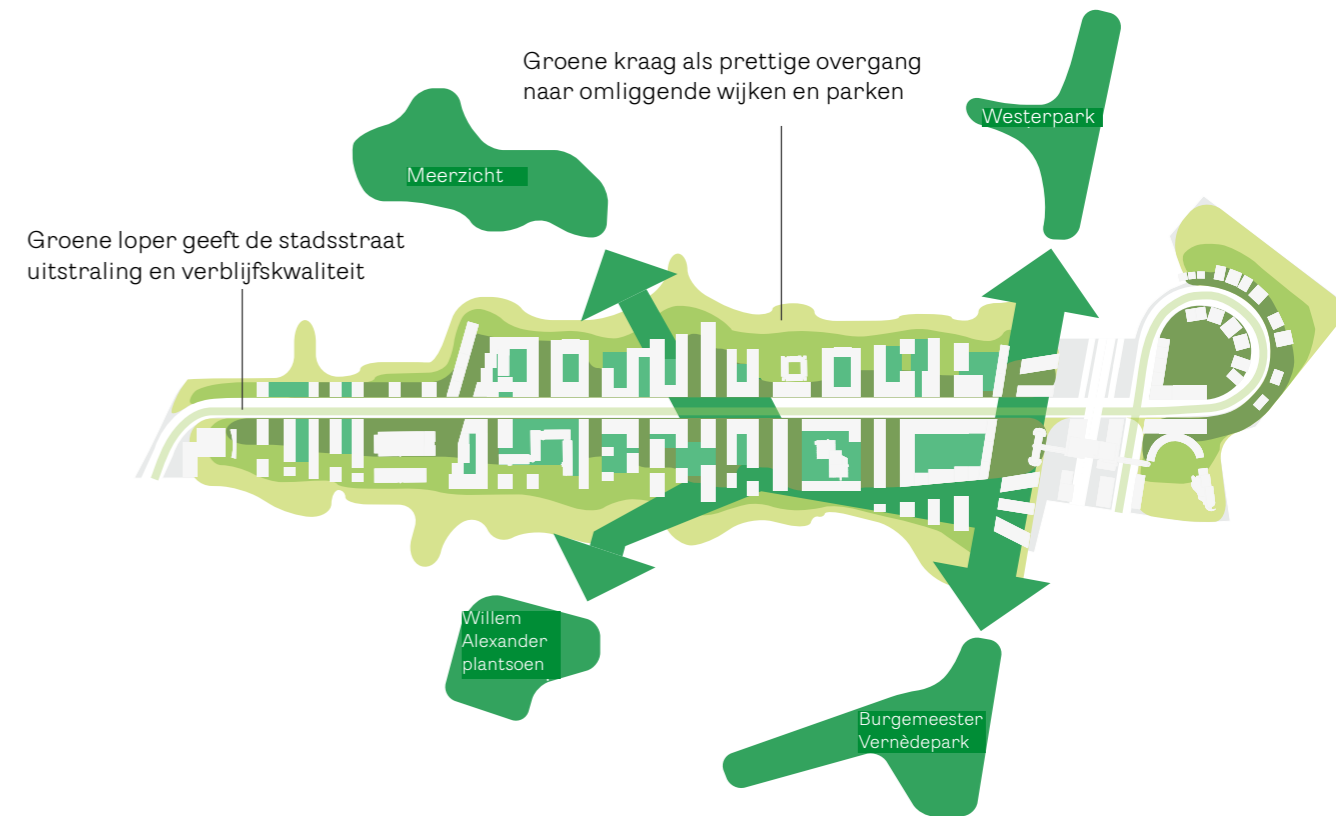 Groene kraag als prettige overgang
naar omliggende wijken en parken
Westerpark
Meerzicht
Groene loper geeft de stadsstraat
uitstraling en verblijfskwaliteit
Willem
Alexander
plantsoen
Burgemeester
Vernèdepark